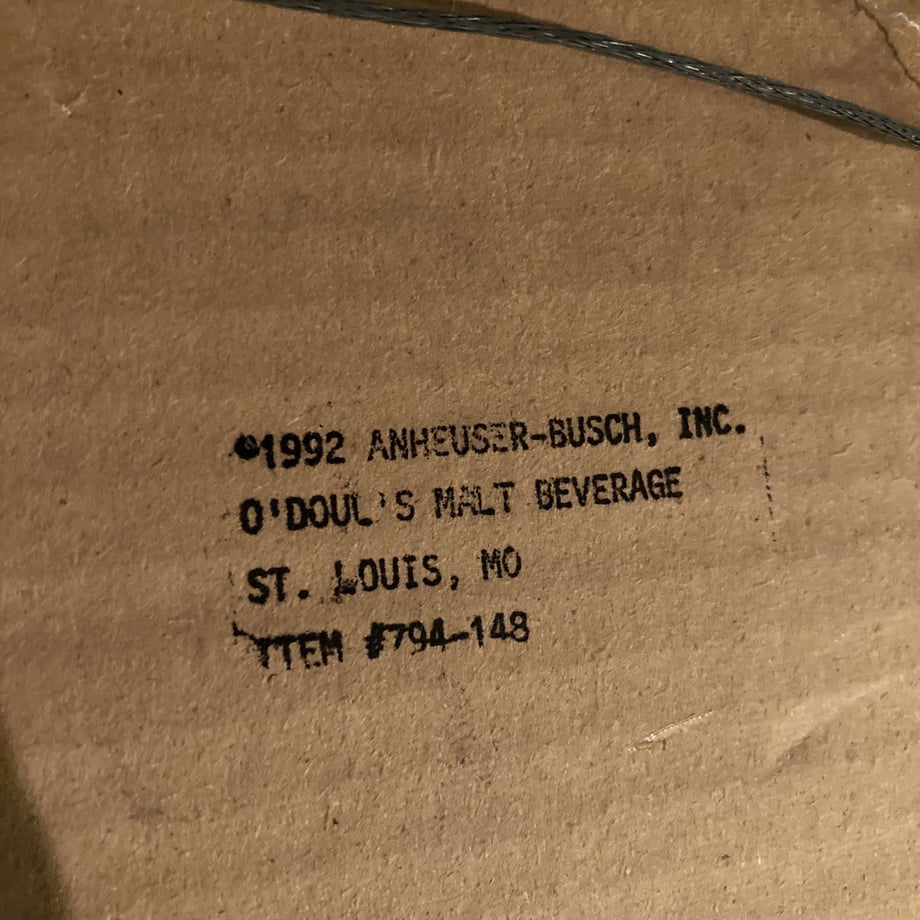 ©1992 ANHEUSER-BUSCH, INC.
O'DOUL'S MALT BEVERAGE
ST. LOUIS, MO
ITEM #794-148